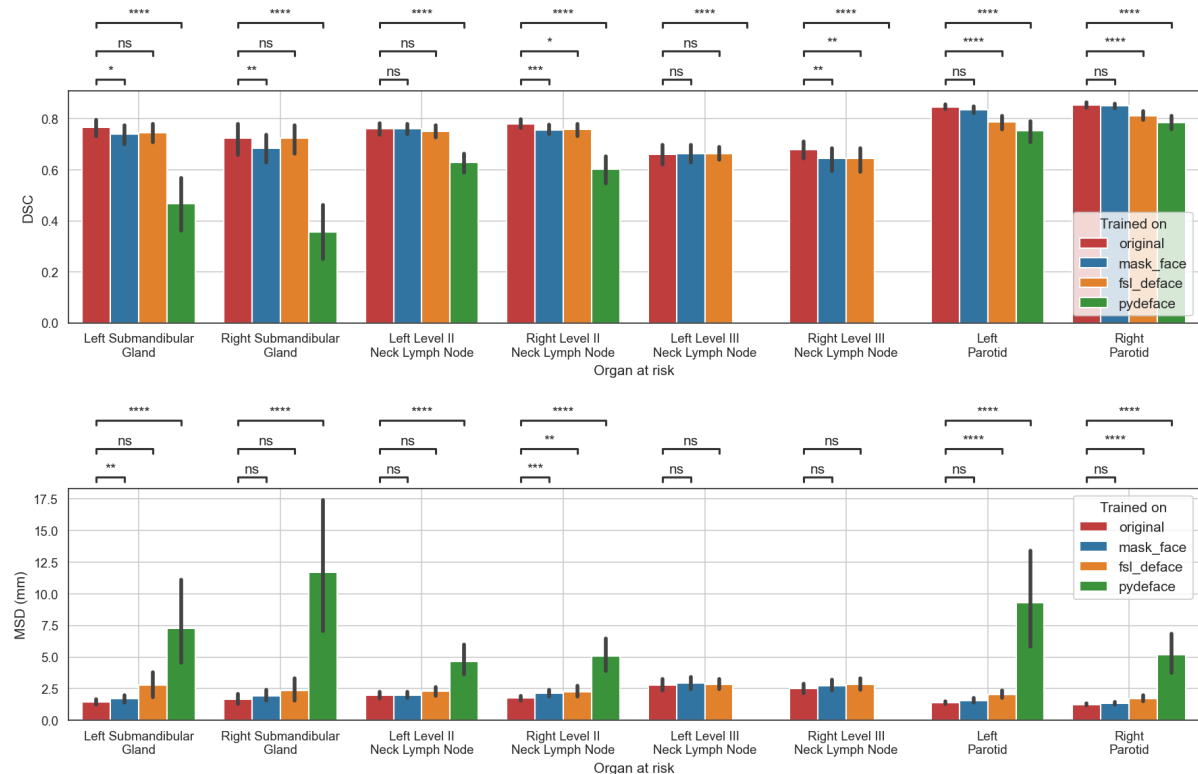 **** **** **** **** **** **** **** ****
ns ns ns * ns ** **** ****
* ** ns *** ns ** ns ns
DSC
0.8
0.6
0.4
0.2
0.0
Trained on
original
mask_face
fsl_deface
pydeface
Left Submandibular
Gland
Right Submandibular
Gland
Left Level II
Neck Lymph Node
Right Level II
Neck Lymph Node
Left Level III
Neck Lymph Node
Right Level III
Neck Lymph Node
Left
Parotid
Right
Parotid
Organ at risk
**** **** **** **** **** ****
ns ns ns ** ns ns **** ****
** ns ns *** ns ns ns ns
MSD (mm)
17.5
15.0
12.5
10.0
7.5
5.0
2.5
0.0
Trained on
original
mask_face
fsl_deface
pydeface
Left Submandibular
Gland
Right Submandibular
Gland
Left Level II
Neck Lymph Node
Right Level II
Neck Lymph Node
Left Level III
Neck Lymph Node
Right Level III
Neck Lymph Node
Left
Parotid
Right
Parotid
Organ at risk